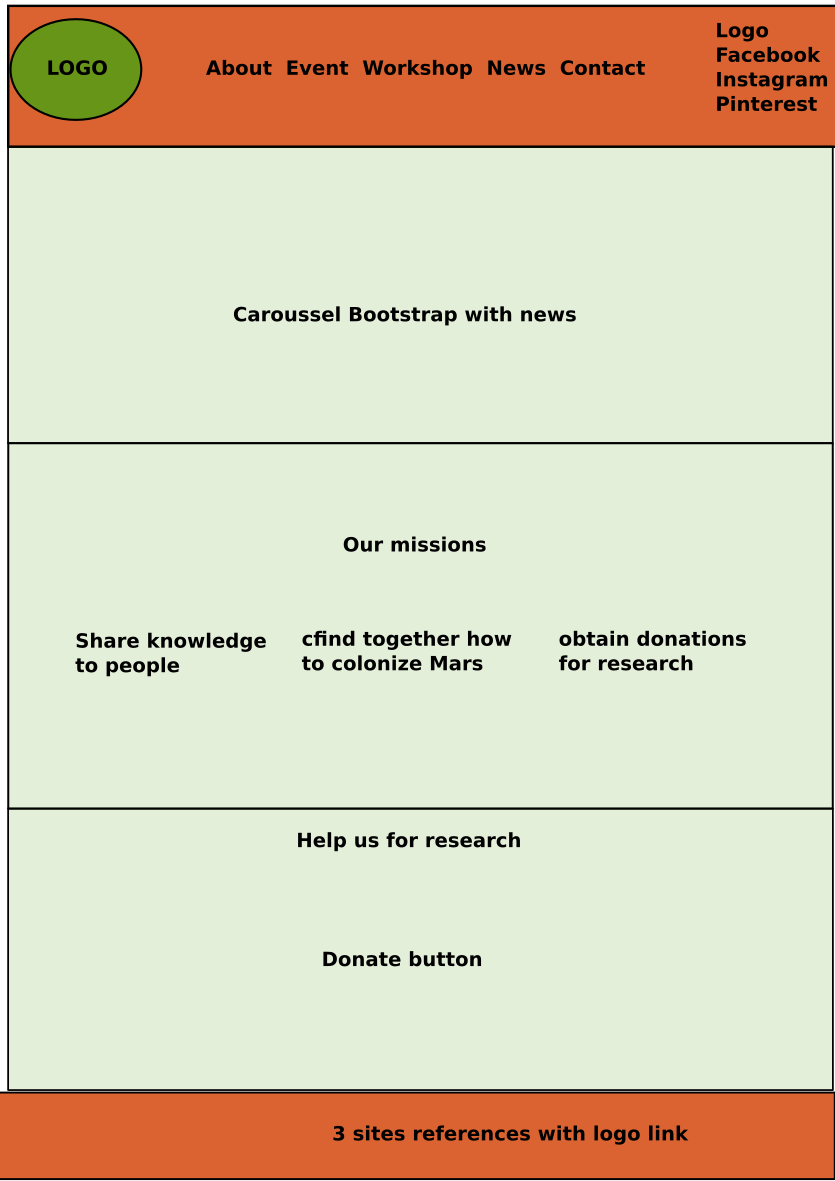 LOGO
About Event Workshop News Contact
Logo
Facebook
Instagram
Pinterest
Caroussel Bootstrap with news
Our missions
Share knowledge
to people
cfind together how
to colonize Mars
obtain donations
for research
Help us for research
Donate button
3 sites references with logo link